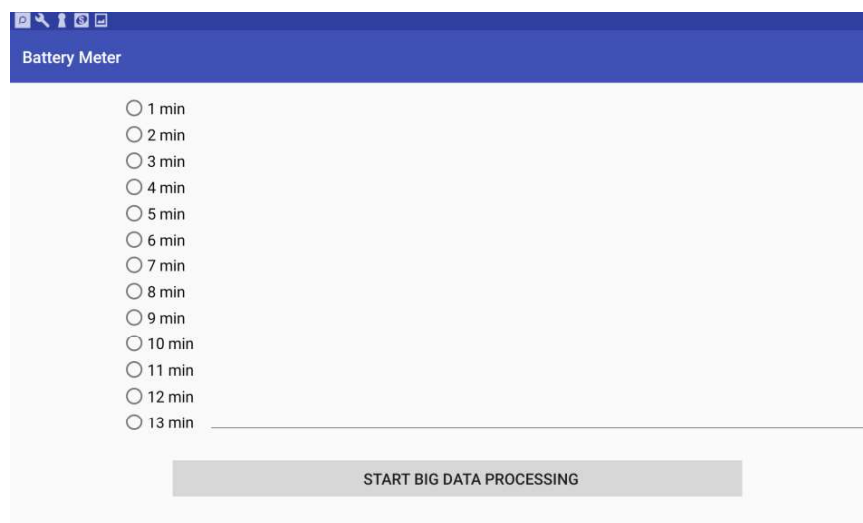 Battery Meter
1 min
2 min
3 min
4 min
5 min
6 min
7 min
8 min
9 min
10 min
11 min
12 min
13 min
START BIG DATA PROCESSING